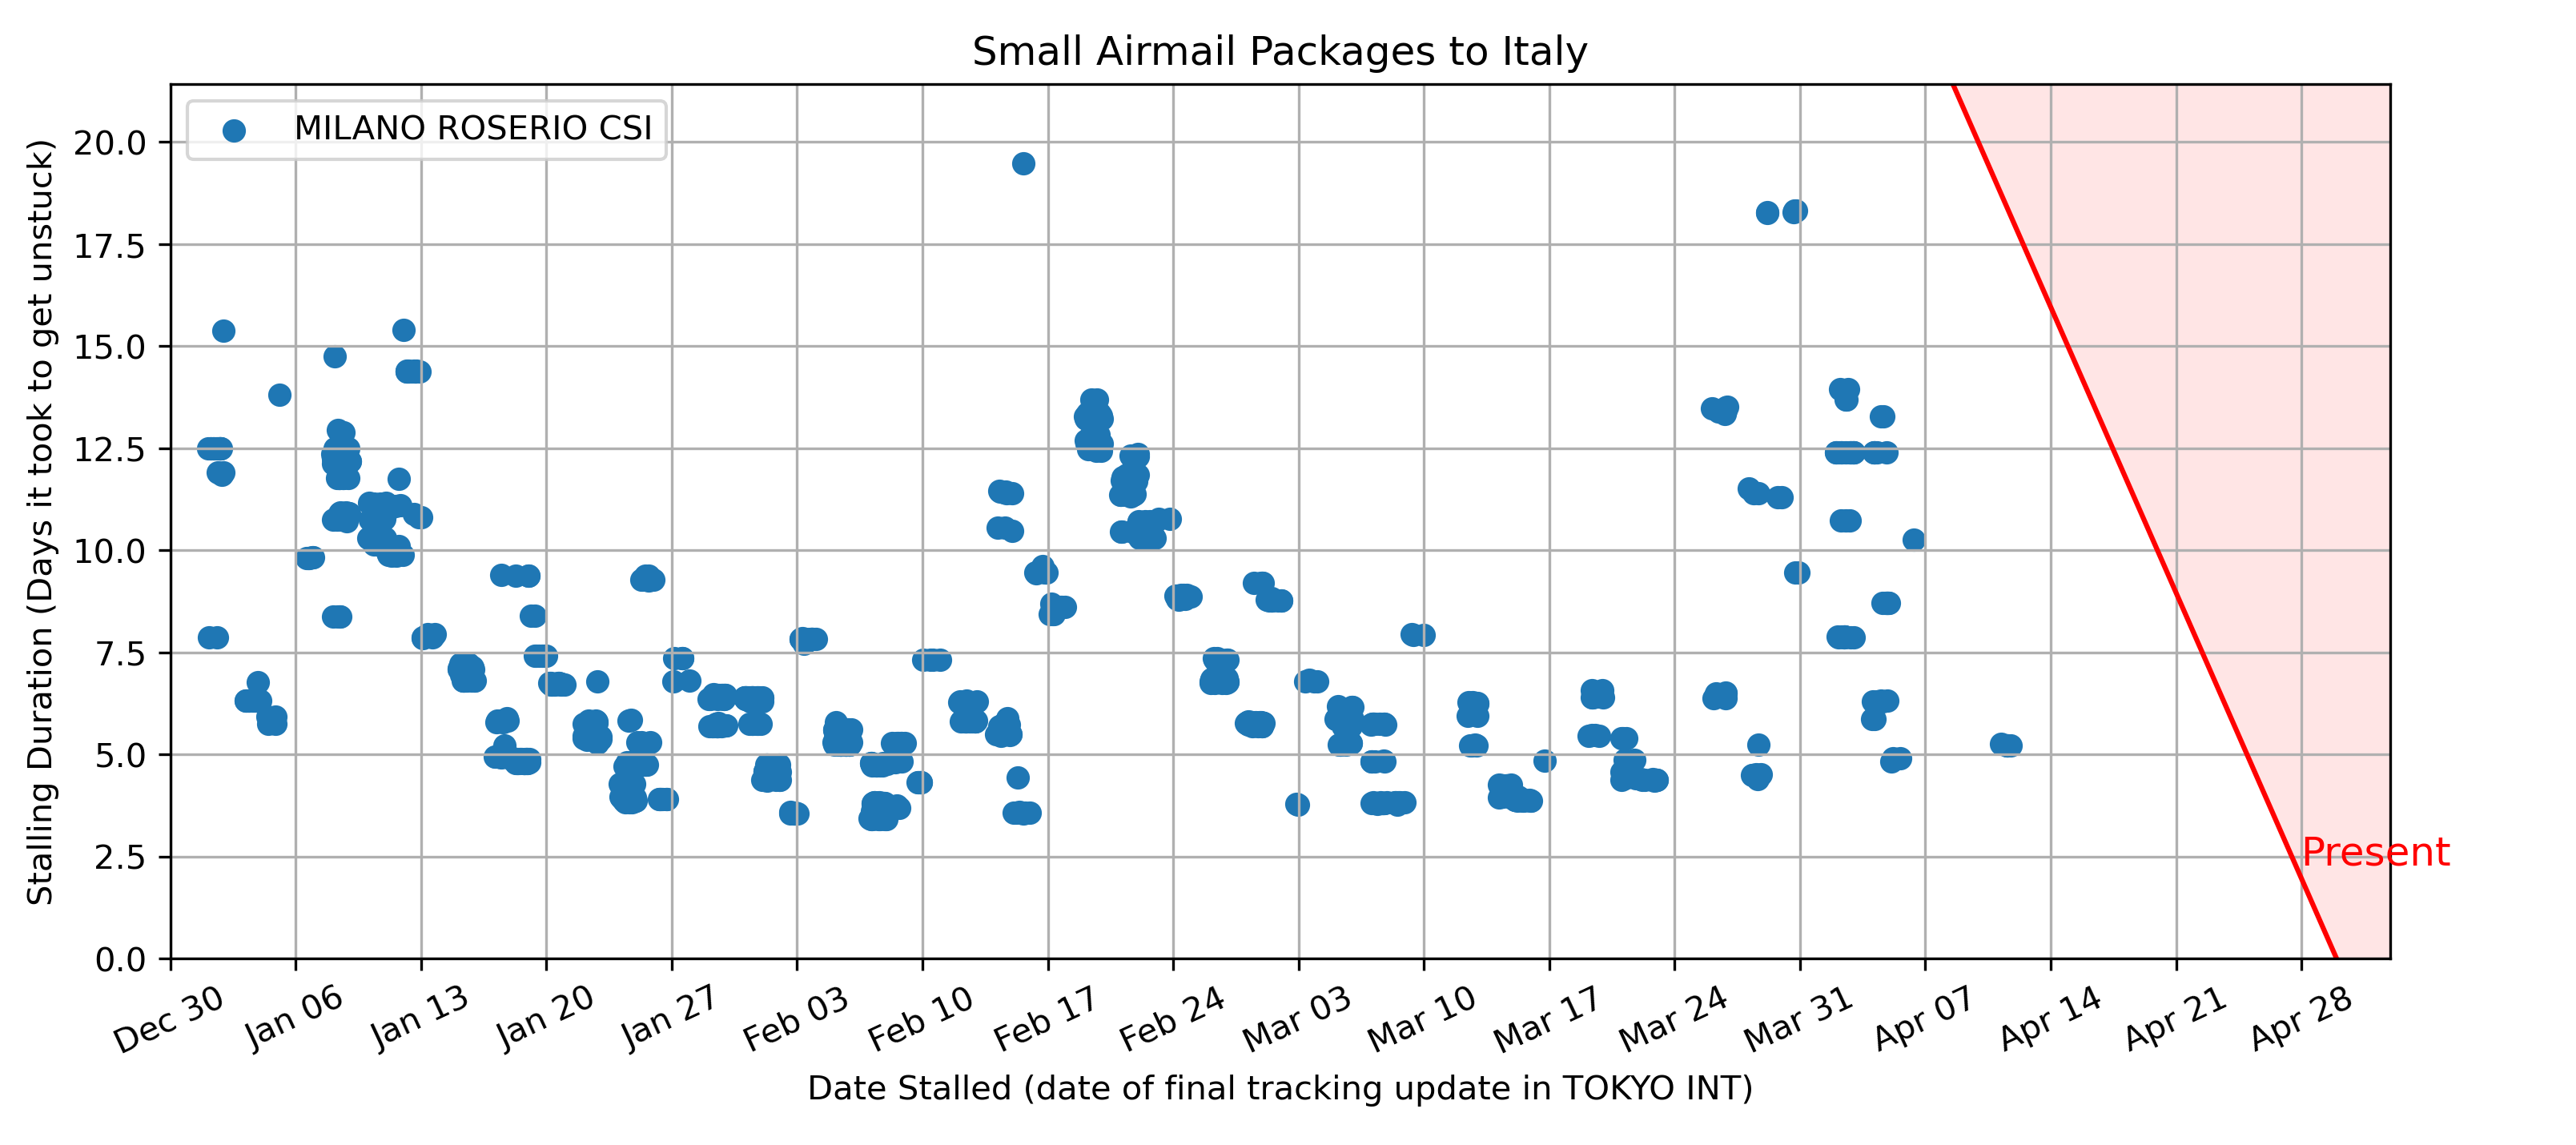 Small Airmail Packages to Italy
MILANO ROSERIO CSI
Stalling Duration (Days it took to get unstuck)
20.0
17.5
15.0
12.5
10.0
7.5
5.0
2.5
0.0
Present
Dec 30
Jan 06
Jan 13
Jan 20
Jan 27
Feb 03
Feb 10
Feb 17
Feb 24
Mar 03
Mar 10
Mar 17
Mar 24
Mar 31
Apr 07
Apr 14
Apr 21
Apr 28
Date Stalled (date of final tracking update in TOKYO INT)